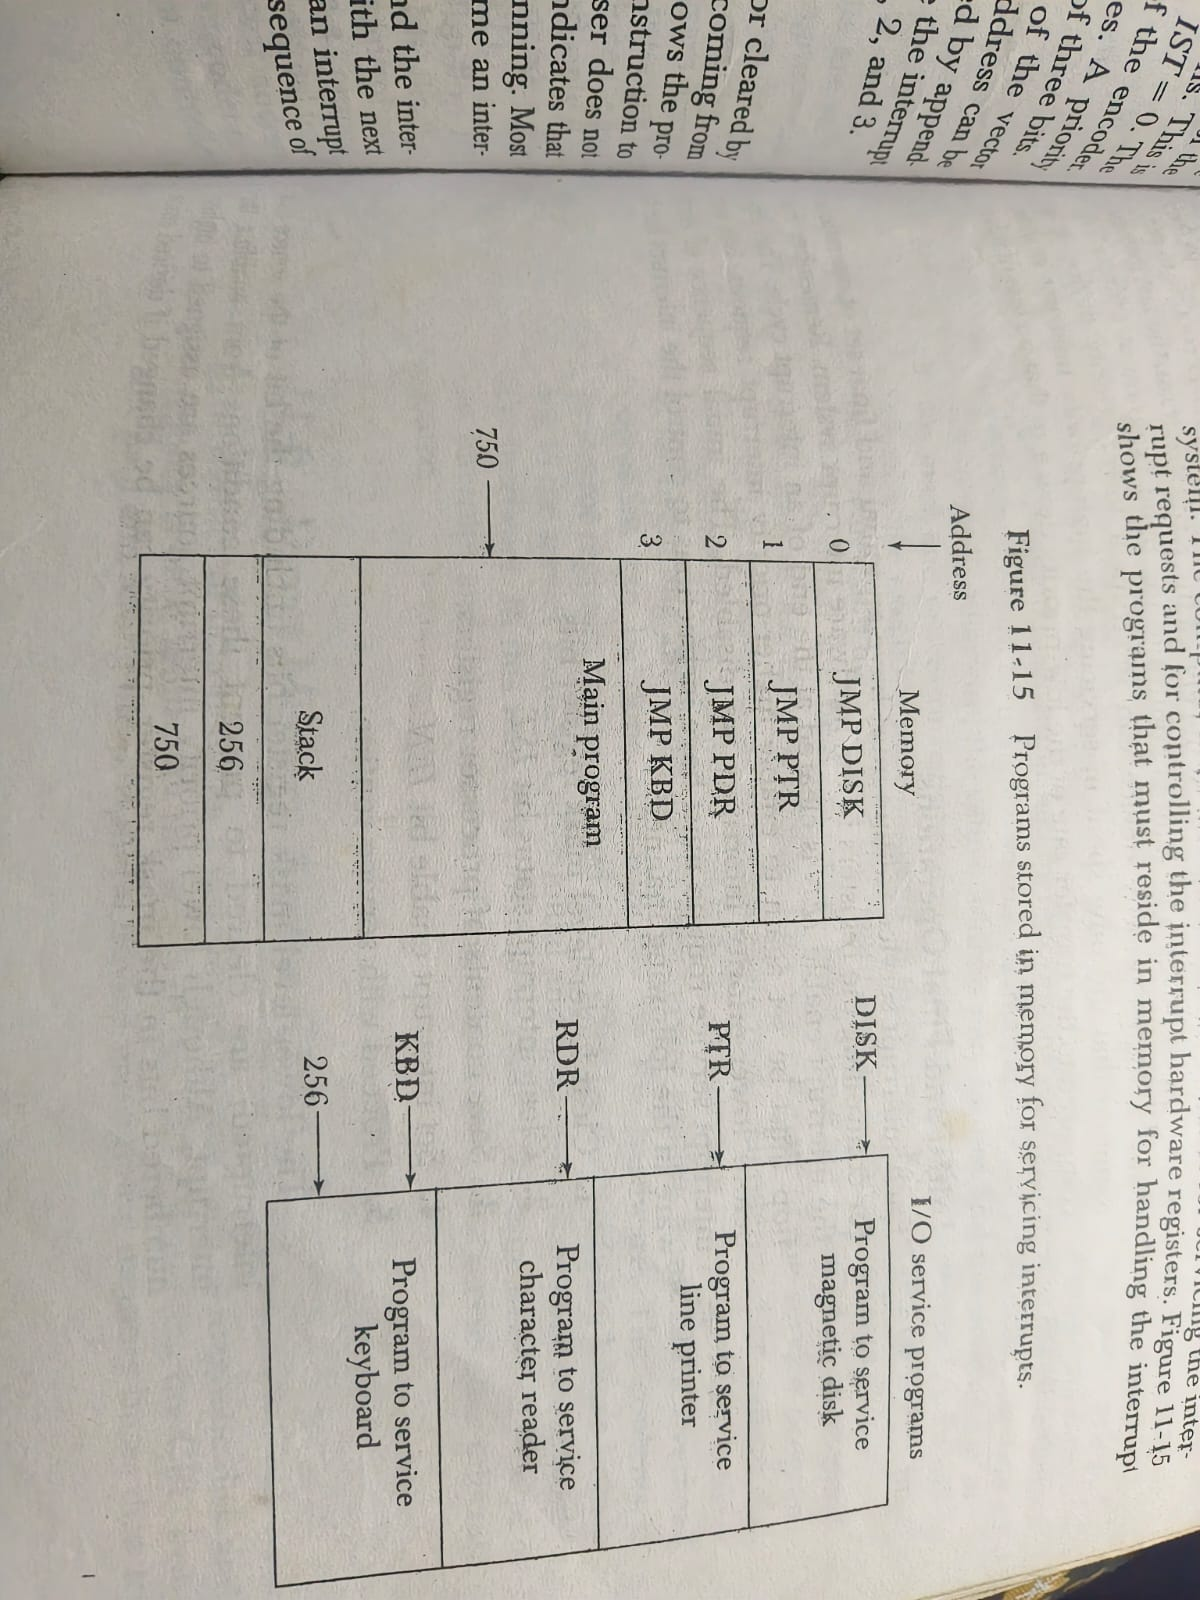 IST = 0. This is
of the encoder.
es. A priority
of three bits.
of the vector
ddress can be
ed by append
the interrupt
2, and 3.
or cleared by
coming from
ows the pro-
nstruction to
ser does not
ndicates that
nning. Most
me an inter-
nd the inter-
ith the next
an interrupt
sequence of
rupt requests and for controlling the interrupt hardware registers. Figure 11-15
shows the programs that must reside in memory for handling the interrupt
Figure 11-15 Programs stored in memory for servicing interrupts.
Address
Memory
I/O service programs
0 JMP DISK
1 JMP PTR
2 JMP PDR
3 JMP KBD
Main program
750
Stack
256
750
DISK
Program to service
magnetic disk
PTR
Program to service
line printer
RDR
Program to service
character reader
KBD
Program to service
keyboard
256